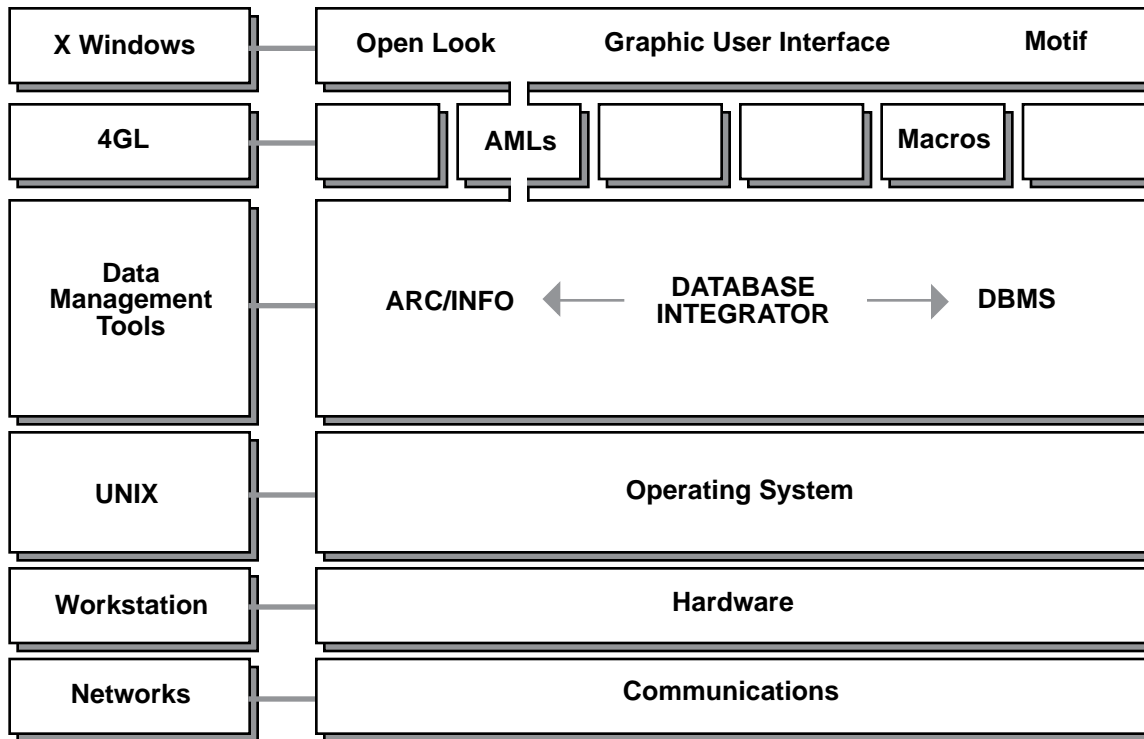 X Windows
Open Look Graphic User Interface Motif
4GL
AMLs
Macros
Data
Management
Tools
ARC/INFO
DATABASE
INTEGRATOR
DBMS
UNIX
Operating System
Workstation
Hardware
Networks
Communications